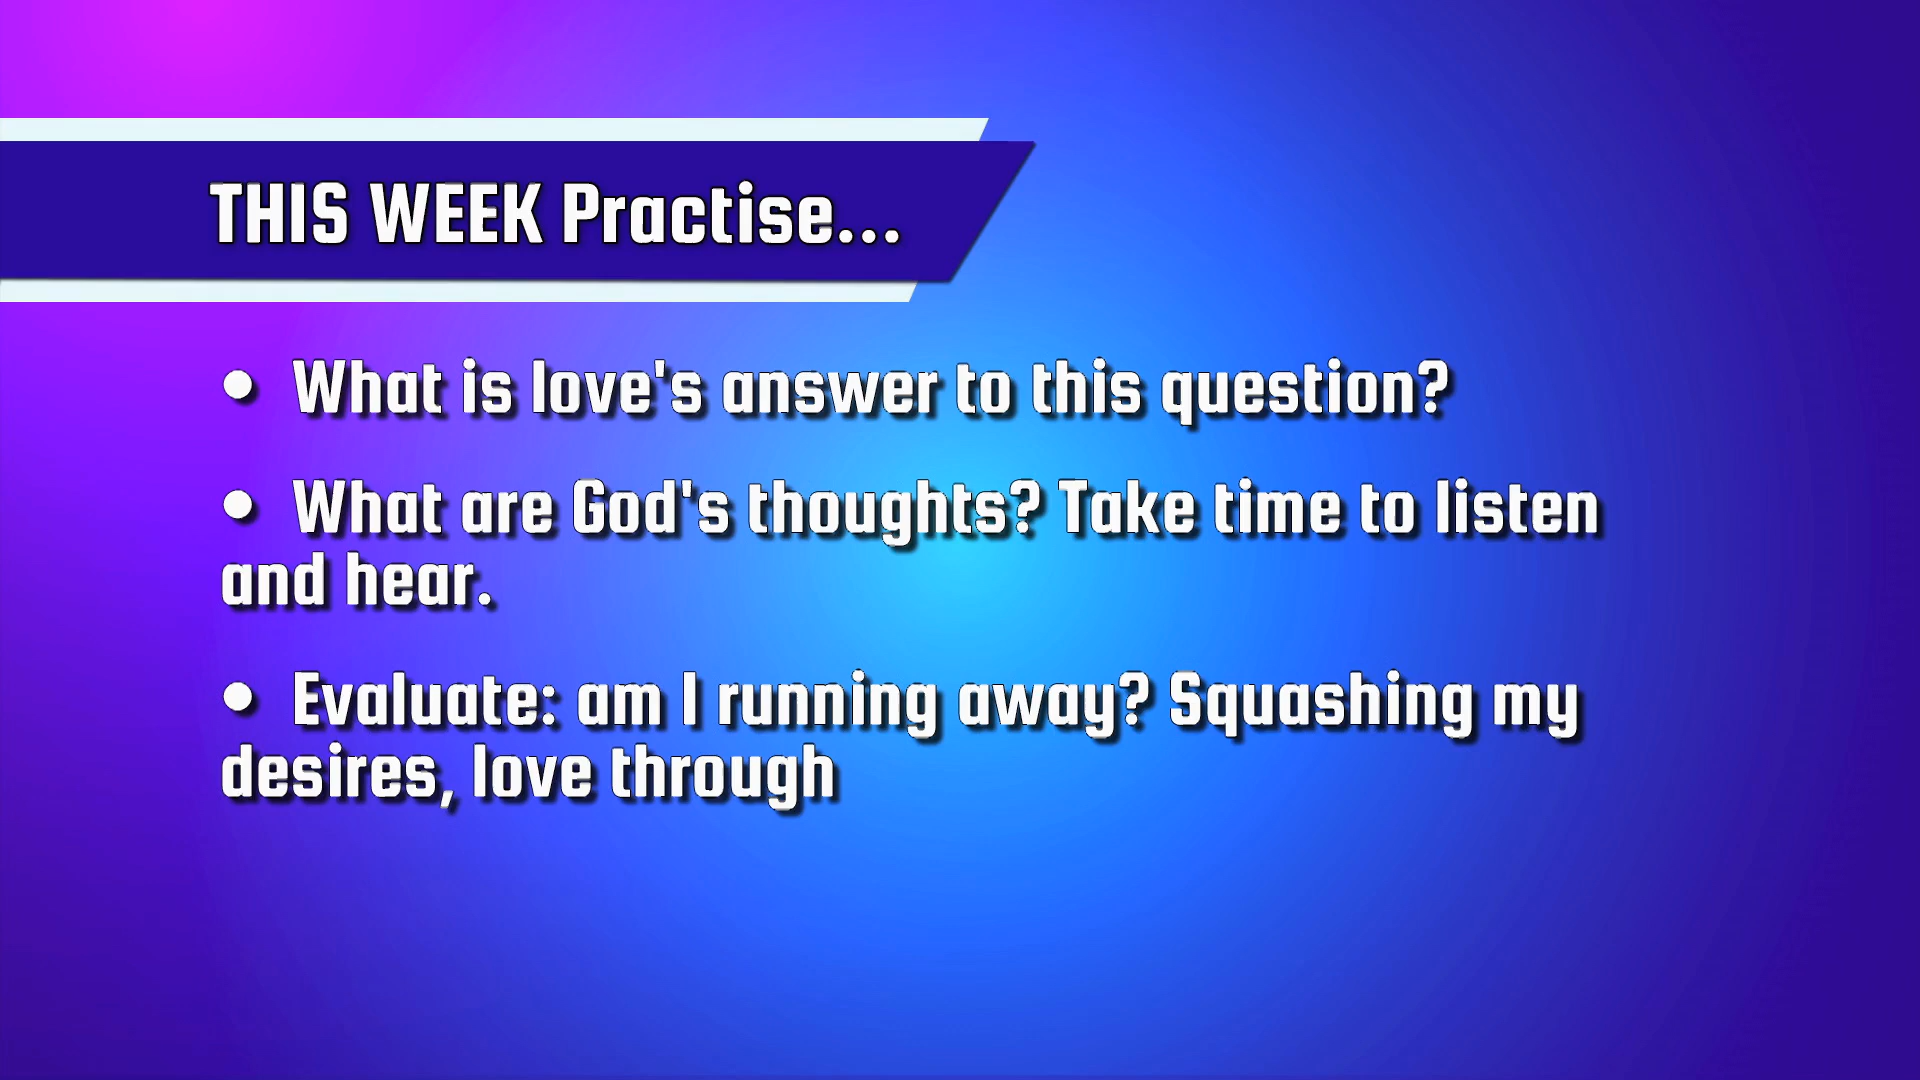 THIS WEEK Practise...
• What is love's answer to this question?
• What are God's thoughts? Take time to listen
and hear.
• Evaluate: am I running away? Squashing my
desires, love through